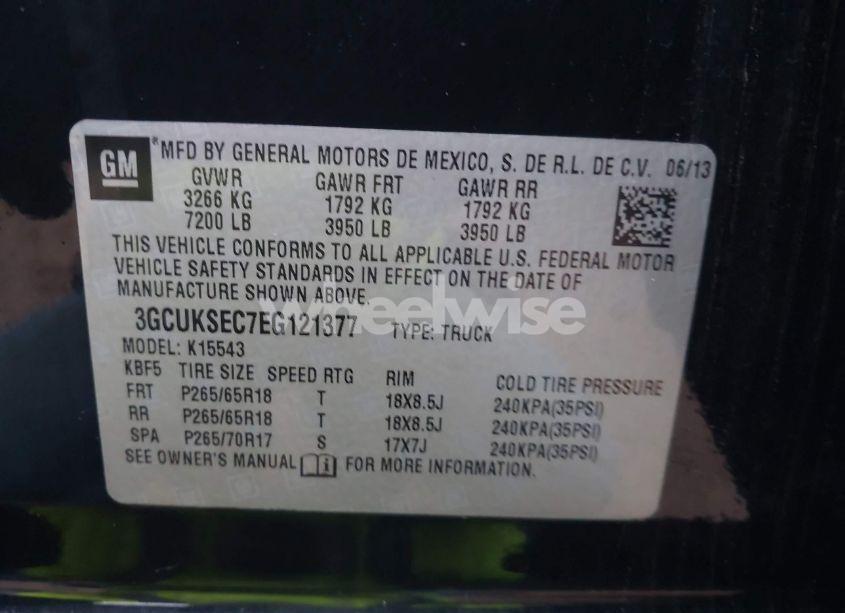 GM *MFD BY GENERAL MOTORS DE MEXICO, S. DE R.L. DE C.V. 06/13
GVWR GAWR FRT GAWR RR
3266 KG 1792 KG 1792 KG
7200 LB 3950 LB 3950 LB
THIS VEHICLE CONFORMS TO ALL APPLICABLE U.S. FEDERAL MOTOR
VEHICLE SAFETY STANDARDS IN EFFECT ON THE DATE OF
MANUFACTURE SHOWN ABOVE.
wheelwise
3GCUKSEC7EG121377 TYPE: TRUCK
MODEL: K15543
KBF5 TIRE SIZE SPEED RTG RIM COLD TIRE PRESSURE
FRT P265/65R18 T 18X8.5J 240KPA(35PSI)
RR P265/65R18 T 18X8.5J 240KPA(35PSI)
SPA P265/70R17 S 17X7J 240KPA(35PSI)
SEE OWNER'S MANUAL i FOR MORE INFORMATION.